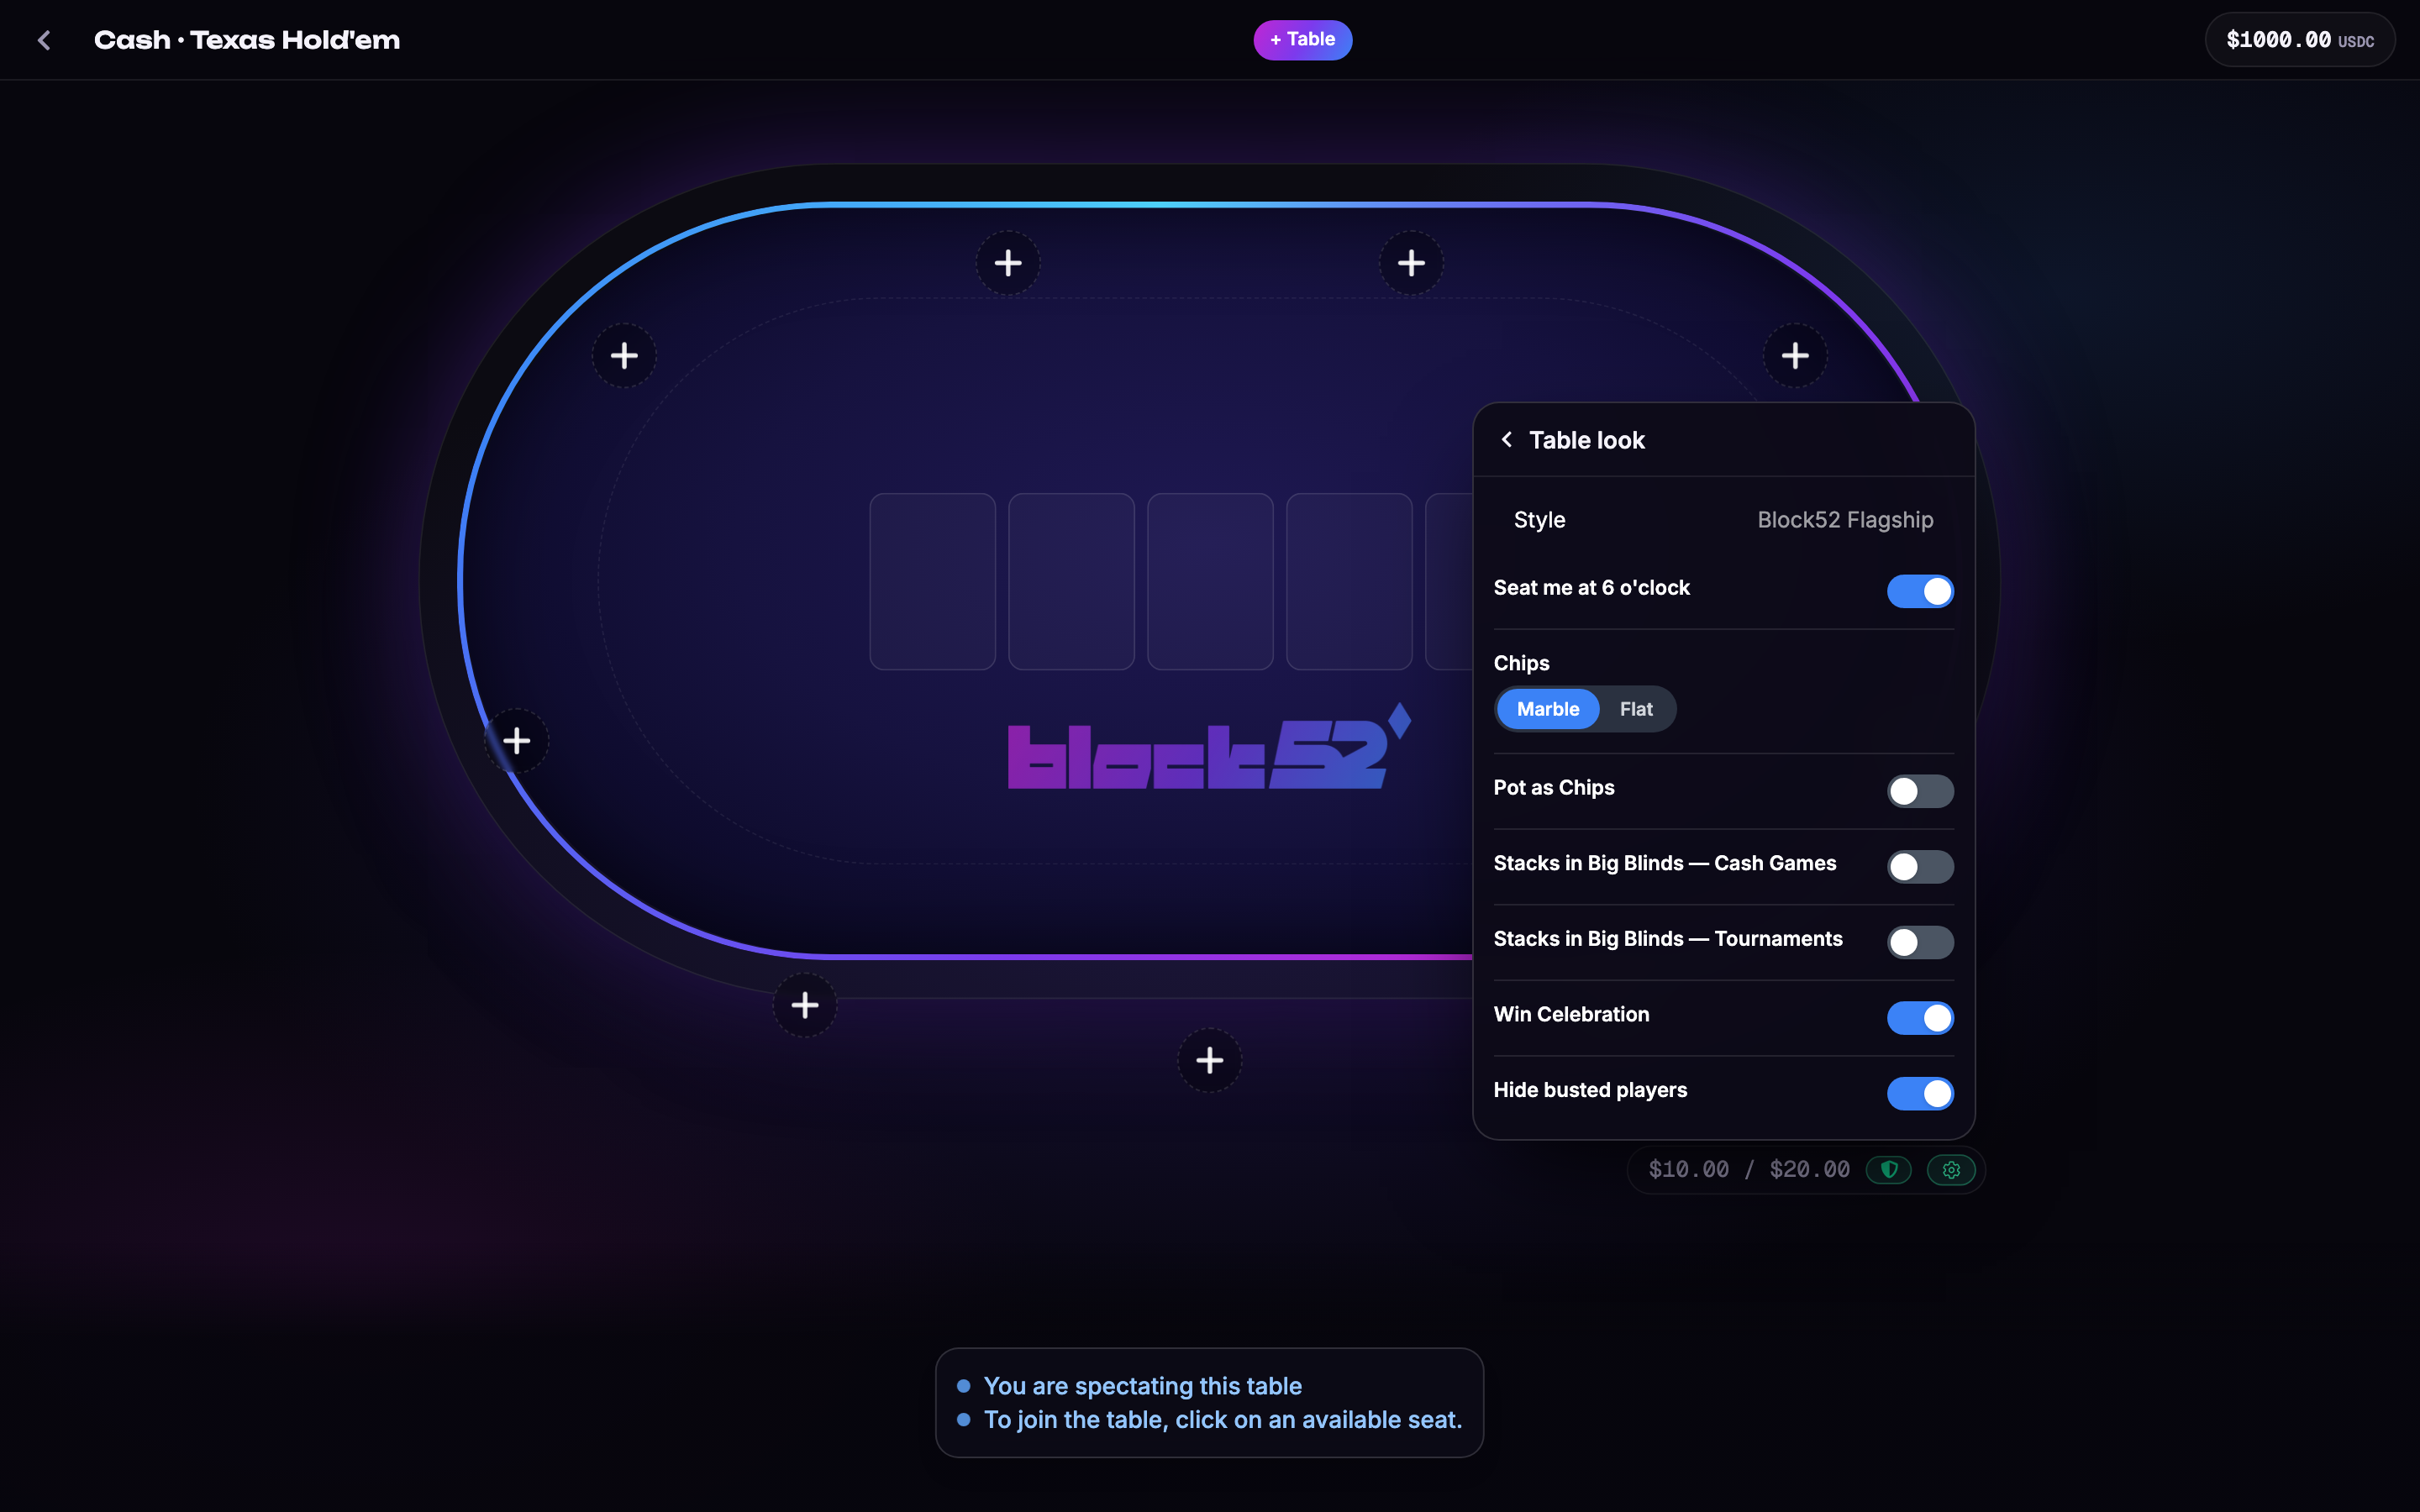 Cash · Texas Hold'em
+ Table
$1000.00 USDC
Table look
Style
Block52 Flagship
Seat me at 6 o'clock
Chips
Marble
Flat
block52
Pot as Chips
Stacks in Big Blinds — Cash Games
Stacks in Big Blinds — Tournaments
Win Celebration
Hide busted players
$10.00 / $20.00
You are spectating this table
To join the table, click on an available seat.